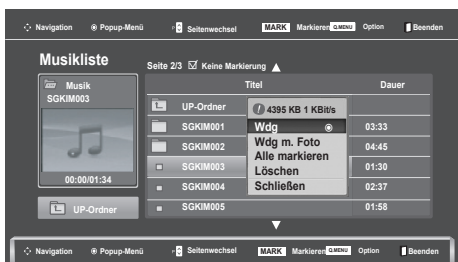 Navigation Popup-Menü P Seitenwechsel MARK Markieren Q.MENU Option Beenden
Musikliste
Seite 2/3 Keine Markierung
Musik
SGKIM003
00:00/01:34
UP-Ordner
Titel Dauer
UP-Ordner
SGKIM001 03:33
SGKIM002 04:45
SGKIM003 01:30
SGKIM004 02:37
SGKIM005 01:58
4395 KB 1 KBit/s
Wdg
Wdg m. Foto
Alle markieren
Löschen
Schließen
Navigation Popup-Menü P Seitenwechsel MARK Markieren Q.MENU Option Beenden